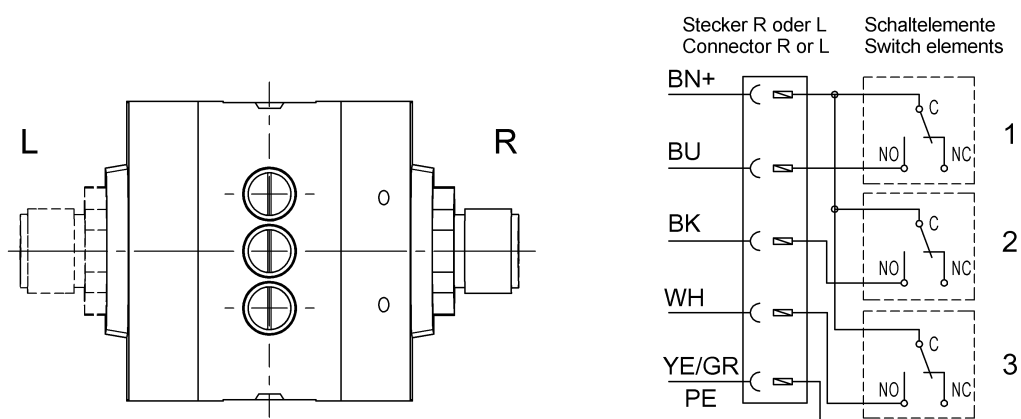 L
R
Stecker R oder L
Connector R or L
Schaltelemente
Switch elements
BN+
C
1
BU
NO
NC
BK
C
2
NO
NC
WH
C
3
YE/GR
NO
NC
PE